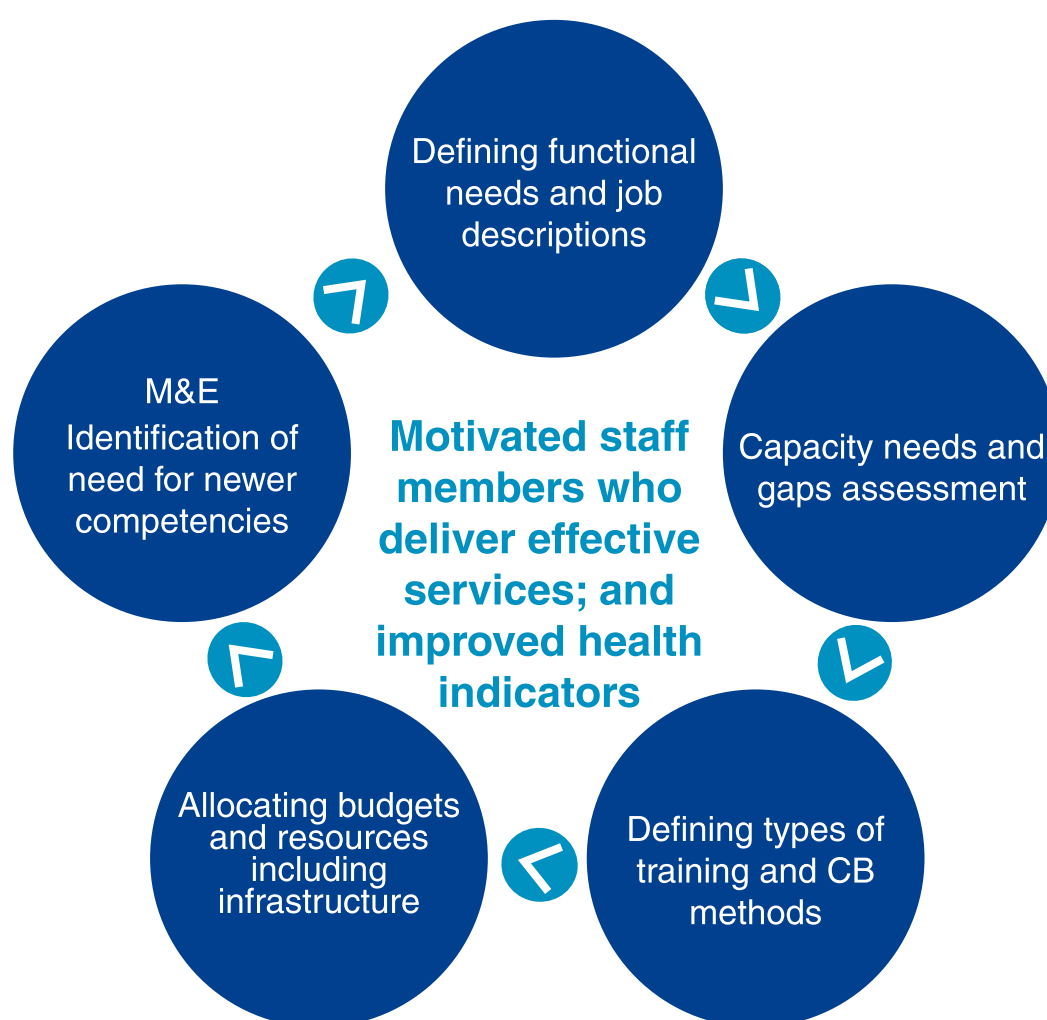 Defining functional
needs and job
descriptions
Capacity needs and
gaps assessment
Defining types of
training and CB
methods
Allocating budgets
and resources
including
infrastructure
M&E
Identification of
need for newer
competencies
Motivated staff
members who
deliver effective
services; and
improved health
indicators